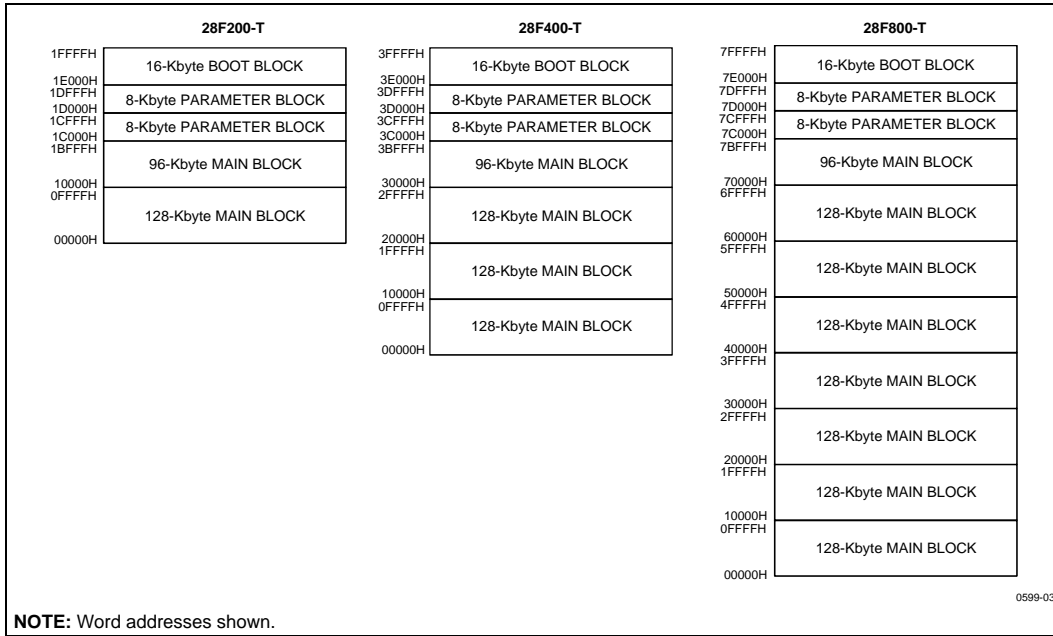 28F200-T
1FFFFH
16-Kbyte BOOT BLOCK
1E000H
1DFFFH
8-Kbyte PARAMETER BLOCK
1D000H
1CFFFH
8-Kbyte PARAMETER BLOCK
1C000H
1BFFFH
96-Kbyte MAIN BLOCK
10000H
0FFFFH
128-Kbyte MAIN BLOCK
00000H
28F400-T
3FFFFH
16-Kbyte BOOT BLOCK
3E000H
3DFFFH
8-Kbyte PARAMETER BLOCK
3D000H
3CFFFH
8-Kbyte PARAMETER BLOCK
3C000H
3BFFFH
96-Kbyte MAIN BLOCK
30000H
2FFFFH
128-Kbyte MAIN BLOCK
20000H
1FFFFH
128-Kbyte MAIN BLOCK
10000H
0FFFFH
128-Kbyte MAIN BLOCK
00000H
28F800-T
7FFFFH
16-Kbyte BOOT BLOCK
7E000H
7DFFFH
8-Kbyte PARAMETER BLOCK
7D000H
7CFFFH
8-Kbyte PARAMETER BLOCK
7C000H
7BFFFH
96-Kbyte MAIN BLOCK
70000H
6FFFFH
128-Kbyte MAIN BLOCK
60000H
5FFFFH
128-Kbyte MAIN BLOCK
50000H
4FFFFH
128-Kbyte MAIN BLOCK
40000H
3FFFFH
128-Kbyte MAIN BLOCK
30000H
2FFFFH
128-Kbyte MAIN BLOCK
20000H
1FFFFH
128-Kbyte MAIN BLOCK
10000H
0FFFFH
128-Kbyte MAIN BLOCK
00000H
0599-03
NOTE: Word addresses shown.